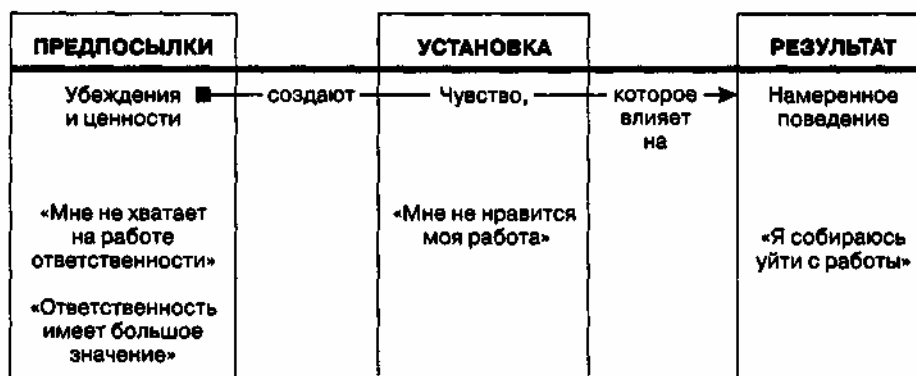 ПРЕДПОСЫЛКИ
УСТАНОВКА
РЕЗУЛЬТАТ
Убеждения
и ценности
создают
Чувство,
которое
влияет
на
Намеренное
поведение
«Мне не хватает
на работе
ответственности»
«Ответственность
имеет большое
значение»
«Мне не нравится
моя работа»
«Я собираюсь
уйти с работы»